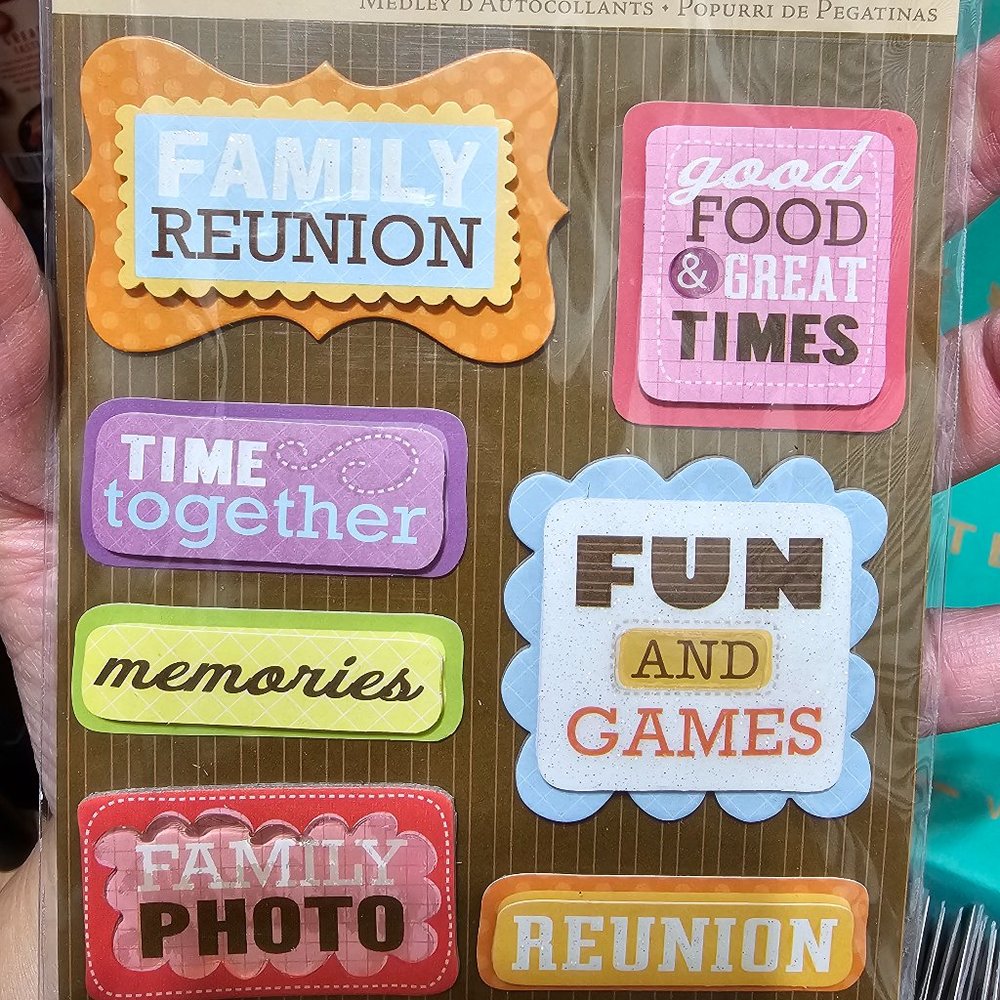 MEDLEY D'AUTOCOLLANTS • POPURRI DE PEGATINAS
FAMILY
REUNION
good
FOOD
& GREAT
TIMES
TIME
together
FUN
AND
GAMES
memories
FAMILY
PHOTO
REUNION